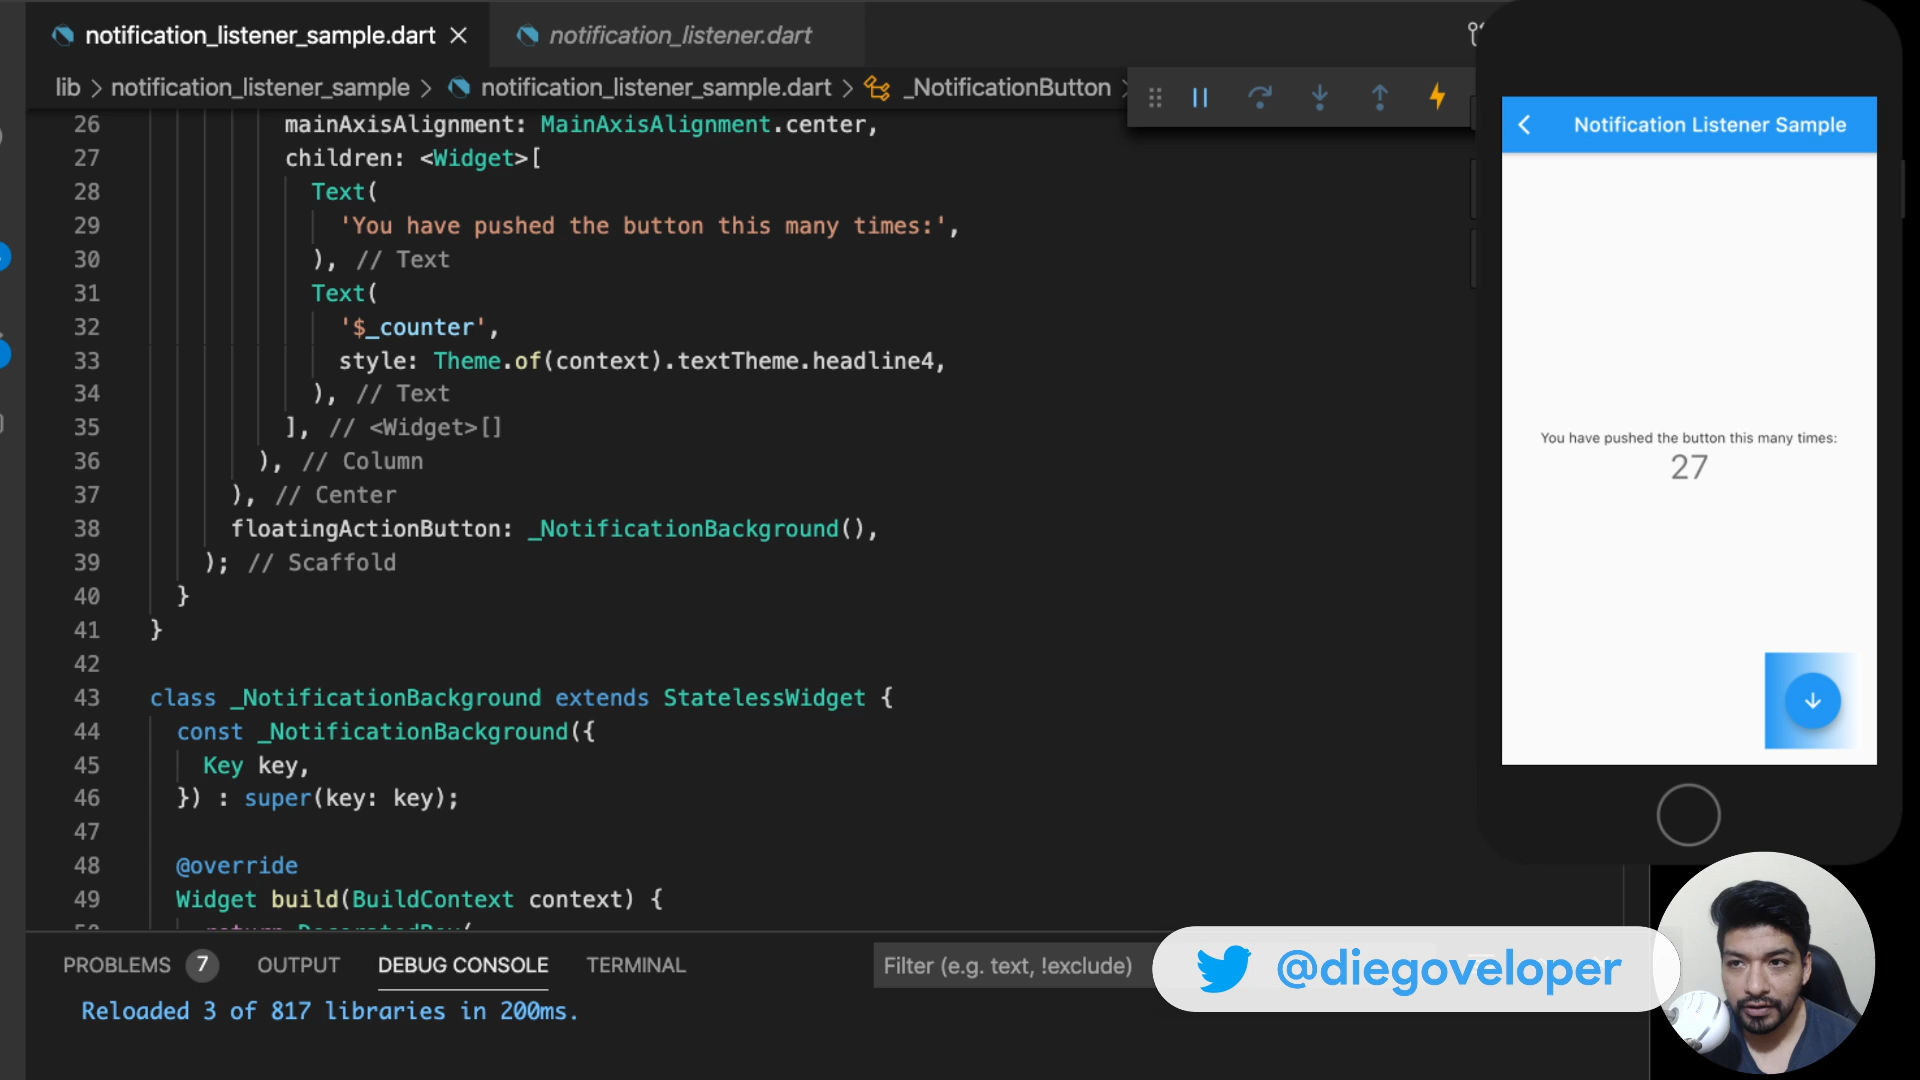 notification_listener_sample.dart
notification_listener.dart
lib > notification_listener_sample > notification_listener_sample.dart > _NotificationButton >
26 mainAxisAlignment: MainAxisAlignment.center,
27 children: <Widget>[
28 Text(
29 'You have pushed the button this many times:',
30 ), // Text
31 Text(
32 '$_counter',
33 style: Theme.of(context).textTheme.headline4,
34 ), // Text
35 ], // <Widget>[]
36 ), // Column
37 ), // Center
38 floatingActionButton: _NotificationBackground(),
39 ); // Scaffold
40 }
41 }
42
43 class _NotificationBackground extends StatelessWidget {
44 const _NotificationBackground({
45 Key key,
46 }) : super(key: key);
47
48 @override
49 Widget build(BuildContext context) {
PROBLEMS 7 OUTPUT DEBUG CONSOLE TERMINAL
Filter (e.g. text, !exclude)
Reloaded 3 of 817 libraries in 200ms.
Notification Listener Sample
You have pushed the button this many times:
27
@diegoveloper